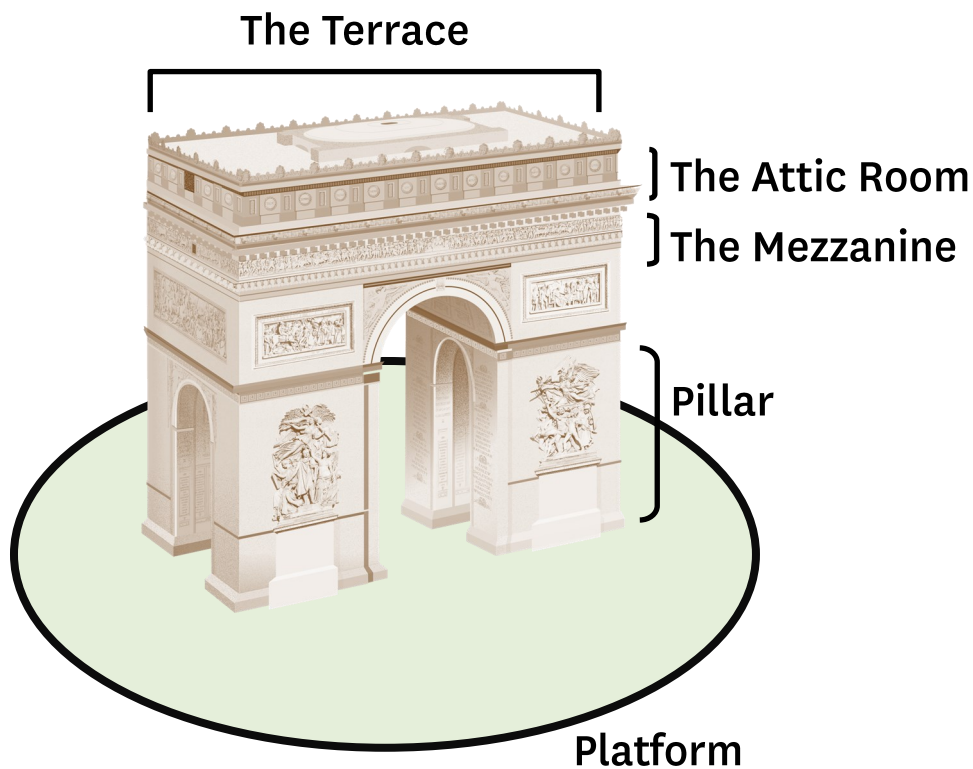 The Terrace
The Attic Room
The Mezzanine
Pillar
Platform